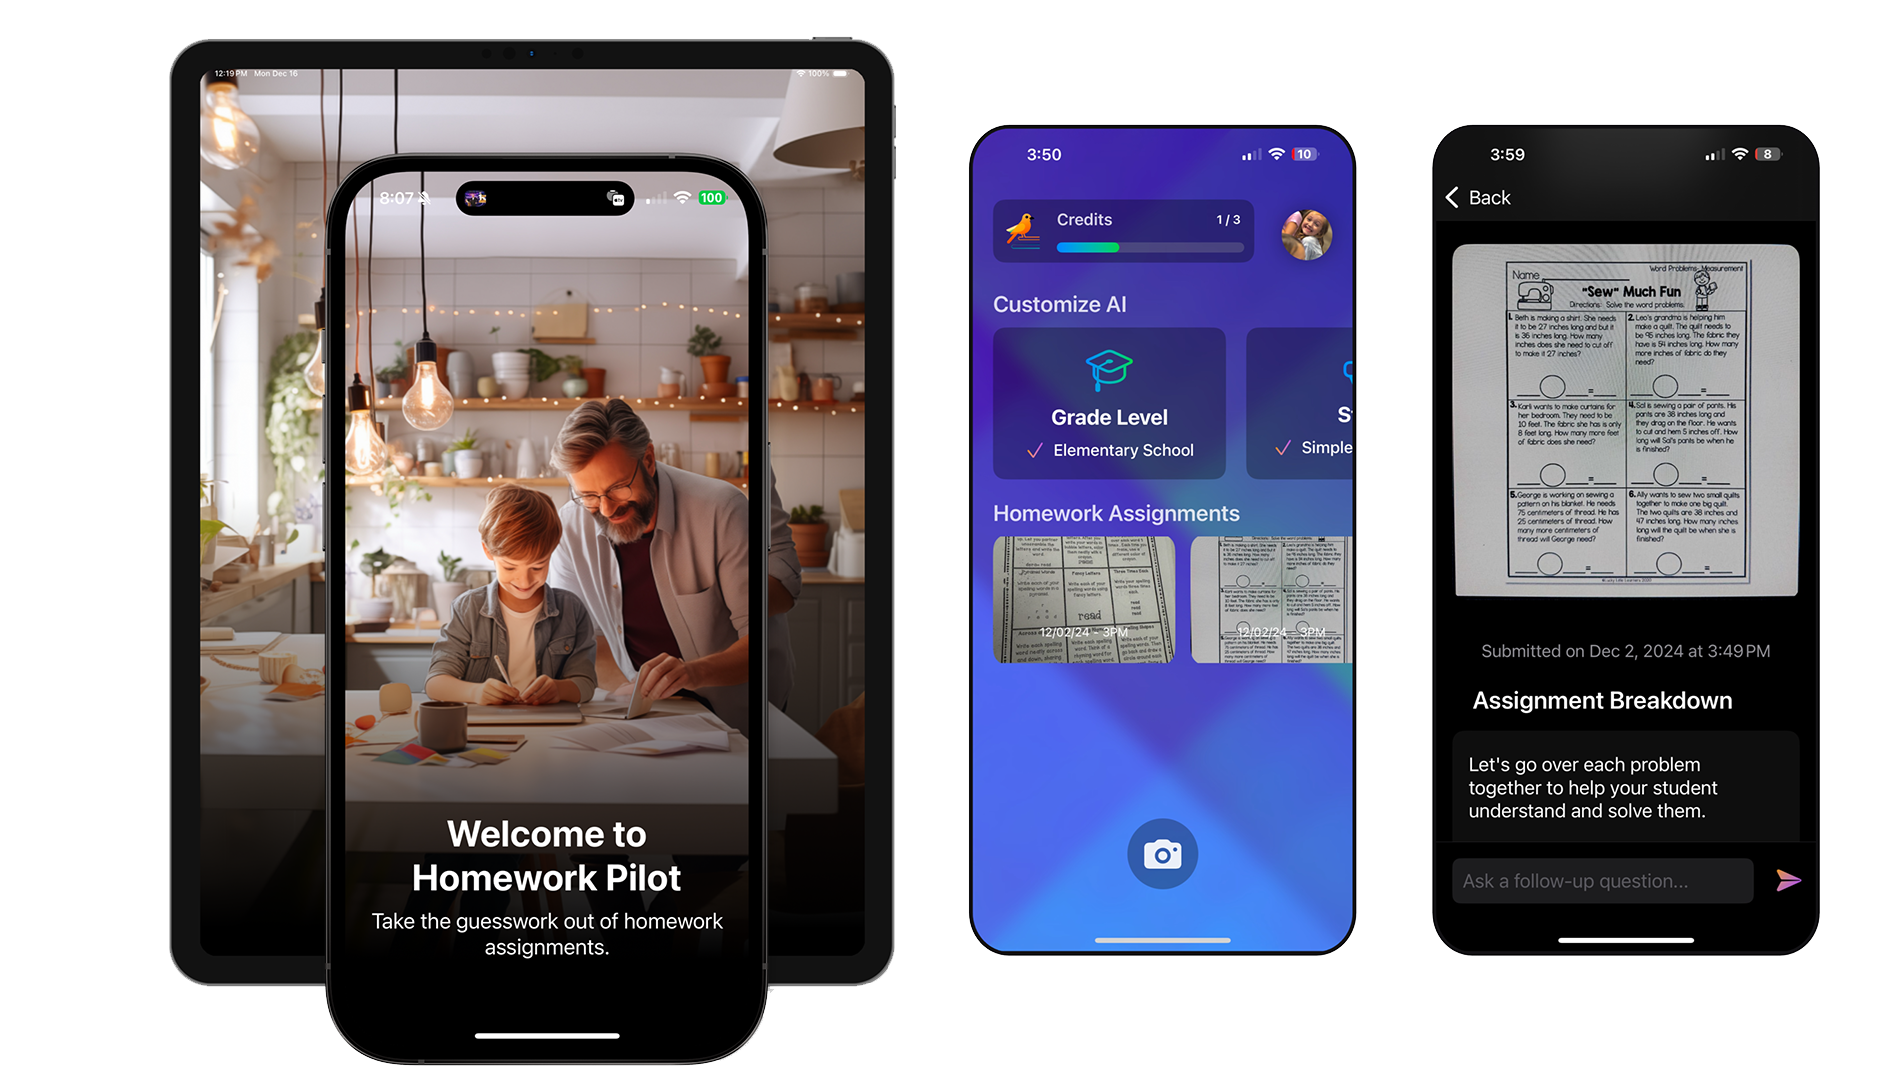 12:19 PM Mon Dec 16
100%
8:07
100
Welcome to
Homework Pilot
Take the guesswork out of homework
assignments.
3:50
10
Credits
1 / 3
Customize AI
Grade Level
Elementary School
S
Simple
Homework Assignments
Pyramid Words
Fancy Letters
Three Times Each
read
12/02/24 - 3PM
12/02/24 - 3PM
3:59
8
Back
Name
Word Problems: Measurement
"Sew" Much Fun
Directions: Solve the word problems.
1. Beth is making a shirt. She needs
it to be 27 inches long and but it
is 36 inches long. How many
inches does she need to cut off
to make it 27 inches?
=
2. Leo's grandma is helping him
make a quilt. The quilt needs to
be 95 inches long. The fabric they
have is 54 inches long. How many
more inches of fabric do they
need?
=
3. Karli wants to make curtains for
her bedroom. They need to be
10 feet. The fabric she has is only
8 feet long. How many more feet
of fabric does she need?
=
4. Sol is sewing a pair of pants. His
pants are 38 inches long and
they drag on the floor. He wants
to cut and hem 5 inches off. How
long will Sol's pants be when he
is finished?
=
5. George is working on sewing a
pattern on his blanket. He needs
75 centimeters of thread. He has
25 centimeters of thread. How
many more centimeters of
thread will George need?
=
6. Ally wants to sew two small quilts
together to make one big quilt.
The two quilts are 38 inches and
47 inches long. How many inches
long will the quilt be when she is
finished?
=
Submitted on Dec 2, 2024 at 3:49 PM
Assignment Breakdown
Let's go over each problem
together to help your student
understand and solve them.
Ask a follow-up question...